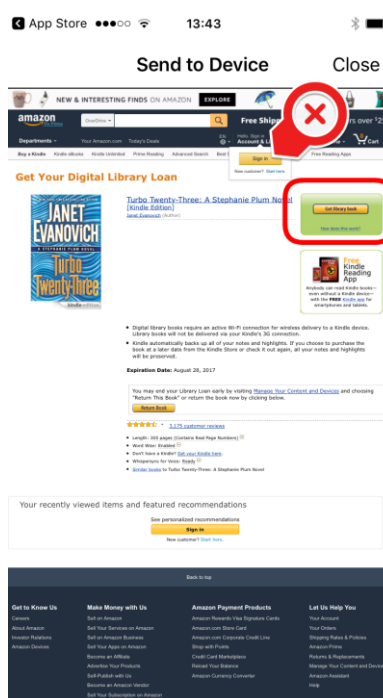 App Store 13:43
Send to Device Close
NEW & INTERESTING FINDS ON AMAZON EXPLORE
amazon
Free Shipp
rs over $2
Departments
Your Amazon.com Today's Deals
Hello. Sign in
Account & Li
Cart
Buy a Kindle Kindle eBooks Kindle Unlimited Prime Reading Advanced Search
Free Reading Apps
Sign in
New customer? Start here.
Get Your Digital Library Loan
JANET
EVANOVICH
A STEPHANIE PLUM NOVEL
Turbo
Twenty-Three
kindle edition
Turbo Twenty-Three: A Stephanie Plum Novel
[Kindle Edition]
Janet Evanovich (Author)
Get library book
How does this work?
Free
Kindle
Reading
App
Anybody can read Kindle books—
even without a Kindle device—
with the FREE Kindle app for
smartphones and tablets.
• Digital library books require an active Wi-Fi connection for wireless delivery to a Kindle device.
Library books will not be delivered via your Kindle's 3G connection.
• Kindle automatically backs up all of your notes and highlights. If you choose to purchase the
book at a later date from the Kindle Store or check it out again, all your notes and highlights
will be preserved.
Expiration Date: August 28, 2017
You may end your Library Loan early by visiting Manage Your Content and Devices and choosing
"Return This Book" or return the book now by clicking below.
Return Book
3,175 customer reviews
• Length: 305 pages (Contains Real Page Numbers)
• Word Wise: Enabled
• Don't have a Kindle? Get your Kindle here.
• Whispersync for Voice: Ready
• Similar books to Turbo Twenty-Three: A Stephanie Plum Novel
Your recently viewed items and featured recommendations
See personalized recommendations
Sign in
New customer? Start here.
Back to top
Get to Know Us
Careers
About Amazon
Investor Relations
Amazon Devices
Make Money with Us
Sell on Amazon
Sell Your Services on Amazon
Sell on Amazon Business
Sell Your Apps on Amazon
Become an Affiliate
Advertise Your Products
Self-Publish with Us
Become an Amazon Vendor
Sell Your Subscription on Amazon
Amazon Payment Products
Amazon Rewards Visa Signature Cards
Amazon.com Store Card
Amazon.com Corporate Credit Line
Shop with Points
Credit Card Marketplace
Reload Your Balance
Amazon Currency Converter
Let Us Help You
Your Account
Your Orders
Shipping Rates & Policies
Amazon Prime
Returns & Replacements
Manage Your Content and Devices
Amazon Assistant
Help